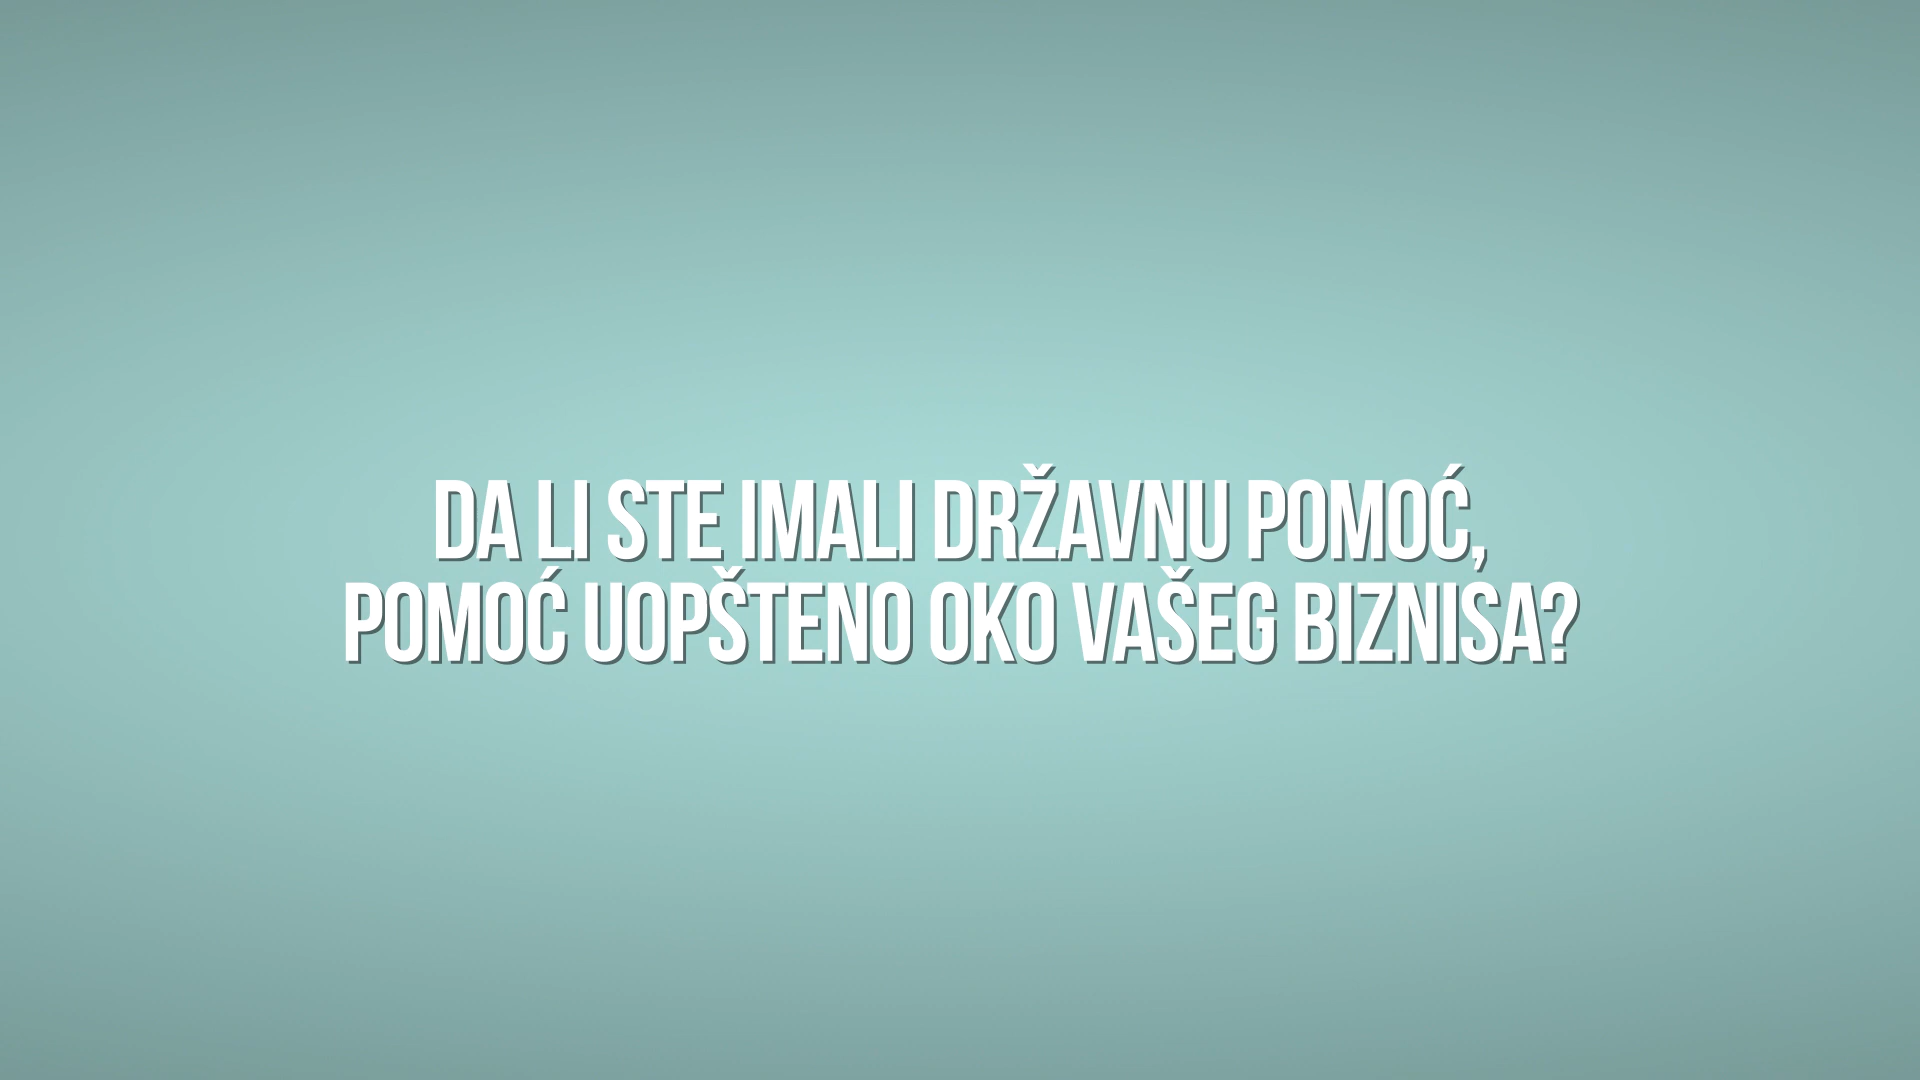 DA LI STE IMALI DRŽAVNU POMOĆ,
POMOĆ UOPŠTENO OKO VAŠEG BIZNISA?